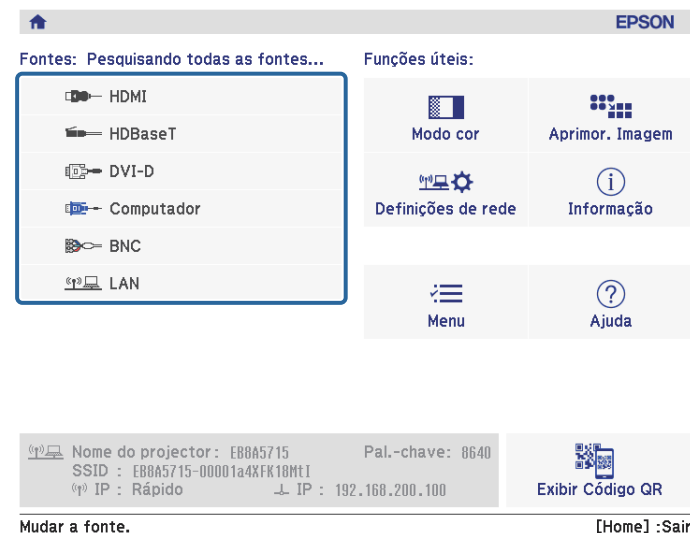 EPSON
Fontes: Pesquisando todas as fontes...
HDMI
HDBaseT
DVI-D
Computador
BNC
LAN
Funções úteis:
Modo cor
Aprimor. Imagem
Definições de rede
Informação
Menu
Ajuda
Nome do projector: EB8A5715 Pal.-chave: 8640
SSID : EB8A5715-00001a4XFK18MtI
IP : Rápido IP : 192.168.200.100
Exibir Código QR
Mudar a fonte. [Home] :Sair